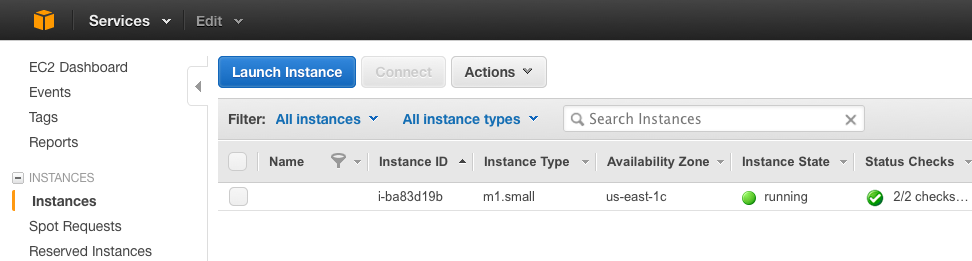 Services Edit
EC2 Dashboard
Events
Tags
Reports
INSTANCES
Instances
Spot Requests
Reserved Instances
Launch Instance Connect Actions
Filter: All instances All instance types Search Instances
Name Instance ID Instance Type Availability Zone Instance State Status Checks
i-ba83d19b m1.small us-east-1c running 2/2 checks...